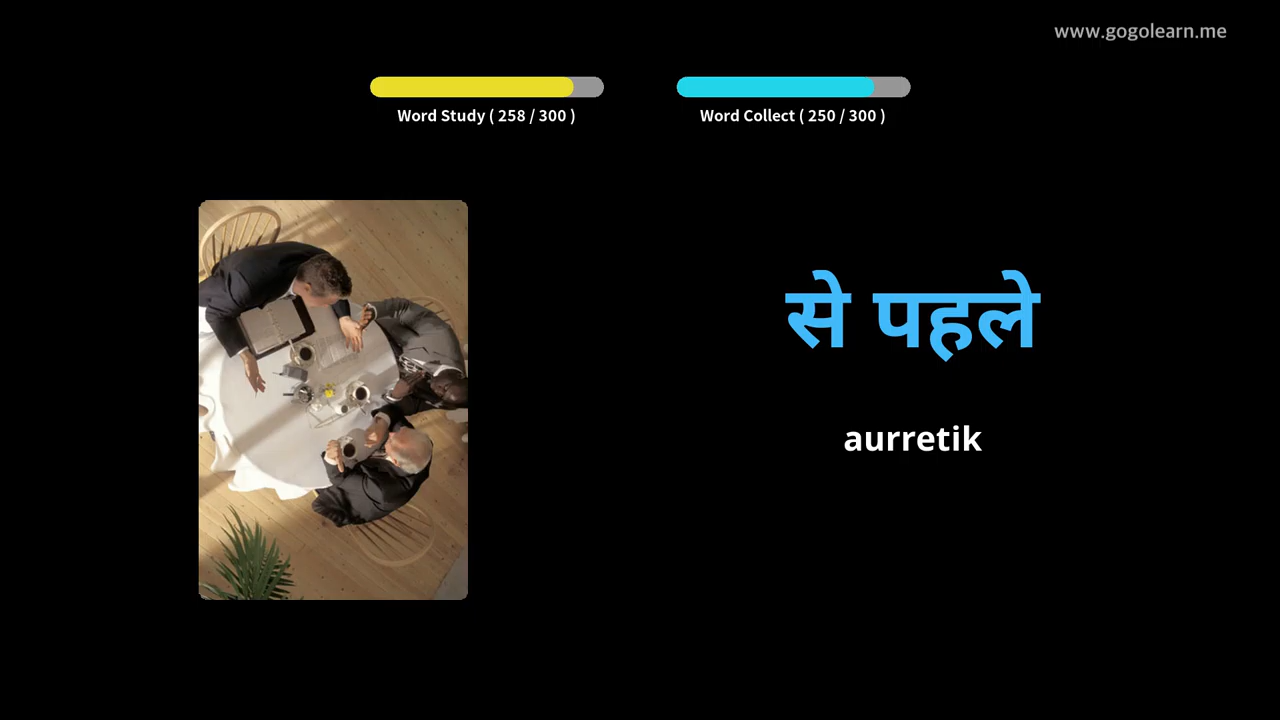 www.gogolearn.me
Word Study ( 258 / 300 )
Word Collect ( 250 / 300 )
से पहले
aurretik